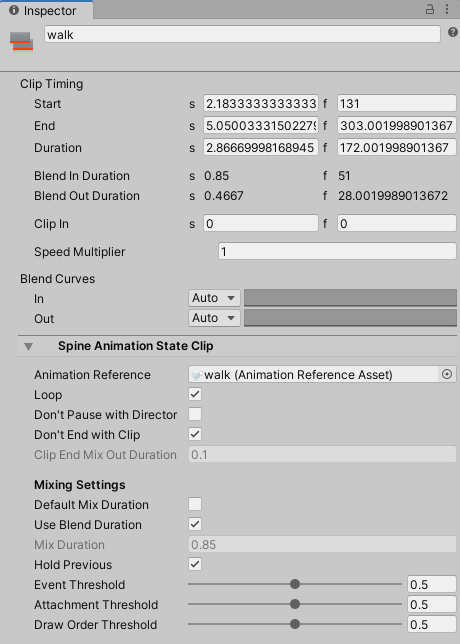 Inspector
walk
Clip Timing
Start s 2.1833333333333 f 131
End s 5.05003331502279 f 303.001998901367
Duration s 2.86669998168945 f 172.001998901367
Blend In Duration s 0.85 f 51
Blend Out Duration s 0.4667 f 28.0019989013672
Clip In s 0 f 0
Speed Multiplier 1
Blend Curves
In Auto
Out Auto
Spine Animation State Clip
Animation Reference walk (Animation Reference Asset)
Loop
Don't Pause with Director
Don't End with Clip
Clip End Mix Out Duration 0.1
Mixing Settings
Default Mix Duration
Use Blend Duration
Mix Duration 0.85
Hold Previous
Event Threshold 0.5
Attachment Threshold 0.5
Draw Order Threshold 0.5